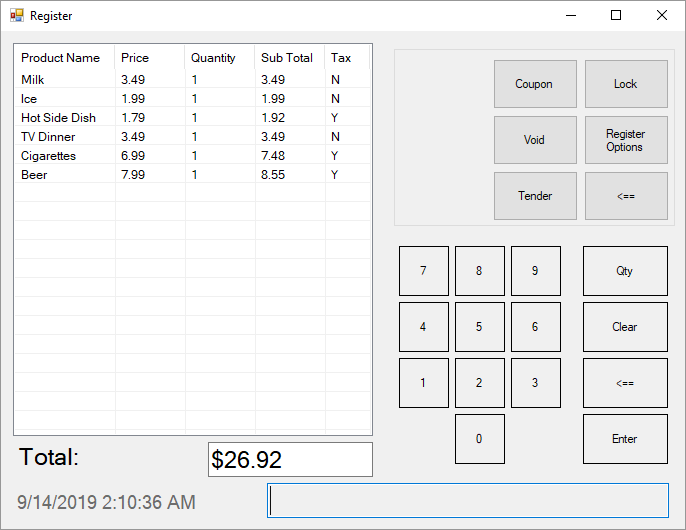 Register
Product Name Price Quantity Sub Total Tax
Milk 3.49 1 3.49 N
Ice 1.99 1 1.99 N
Hot Side Dish 1.79 1 1.92 Y
TV Dinner 3.49 1 3.49 N
Cigarettes 6.99 1 7.48 Y
Beer 7.99 1 8.55 Y
Total: $26.92
9/14/2019 2:10:36 AM
Coupon Lock
Void Register
Options
Tender <==
7 8 9 Qty
4 5 6 Clear
1 2 3 <==
0 Enter